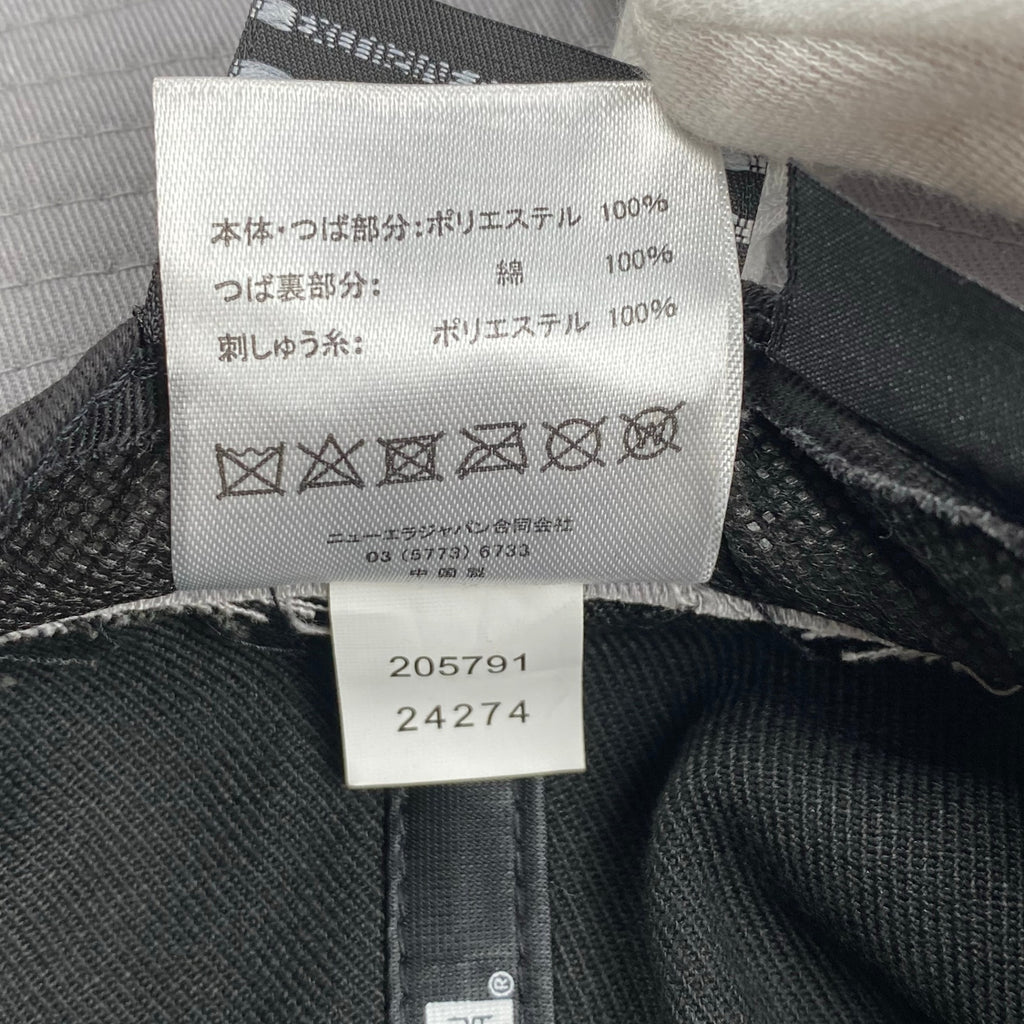 本体・つば部分:ポリエステル 100%
つば裏部分: 綿 100%
刺しゅう糸: ポリエステル 100%
ニューエラジャパン合同会社
03 (5773) 6733
中国製
205791
24274
®